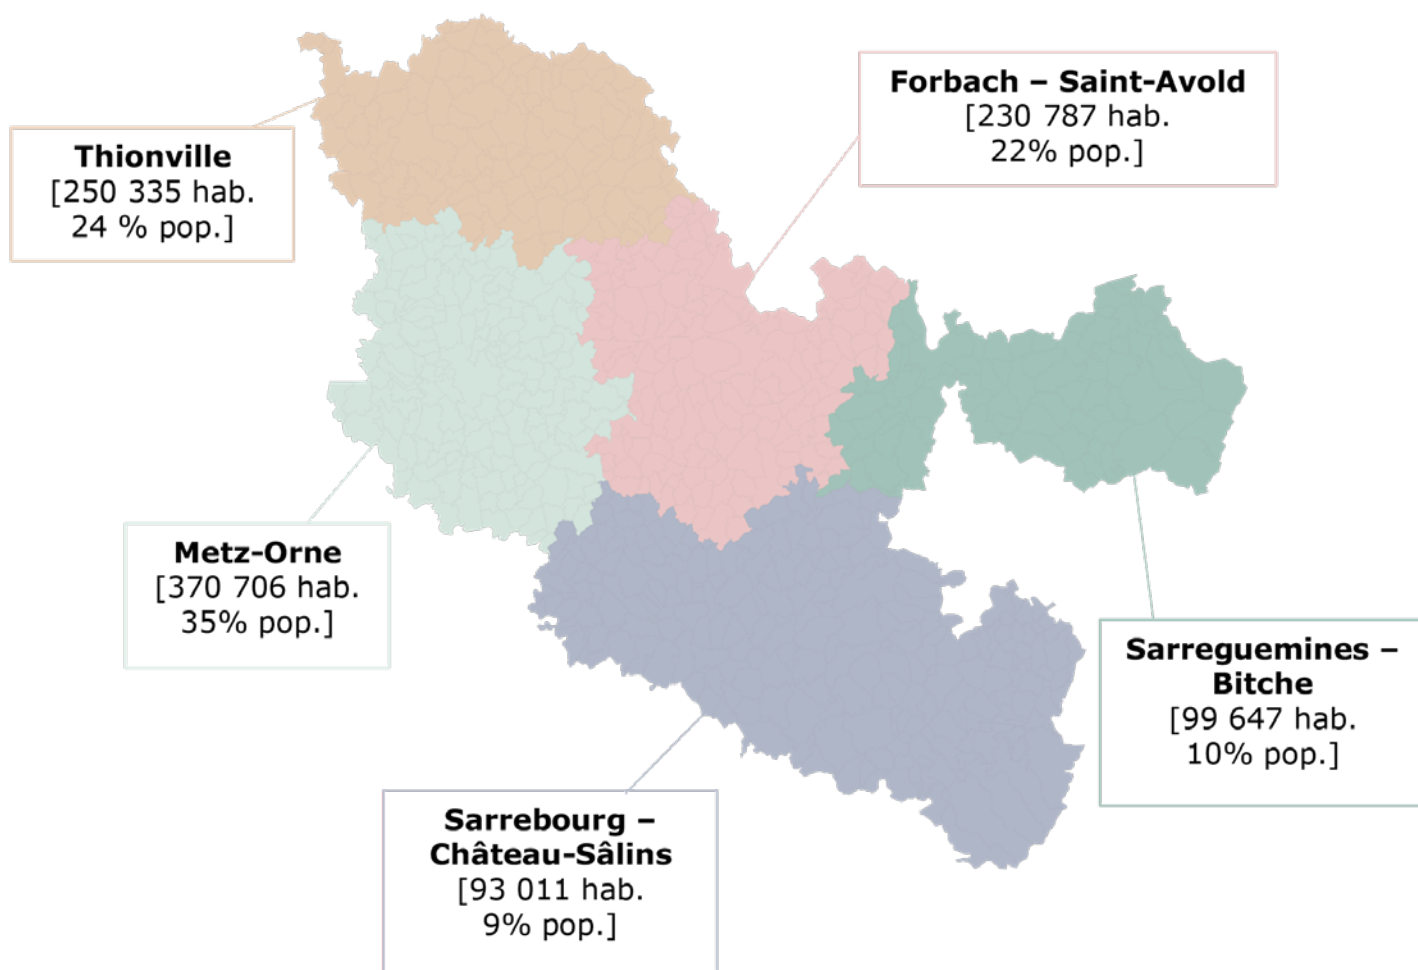 Forbach – Saint-Avold
[230 787 hab.
22% pop.]
Thionville
[250 335 hab.
24 % pop.]
Metz-Orne
[370 706 hab.
35% pop.]
Sarreguemines –
Bitche
[99 647 hab.
10% pop.]
Sarrebourg –
Château-Sâlins
[93 011 hab.
9% pop.]